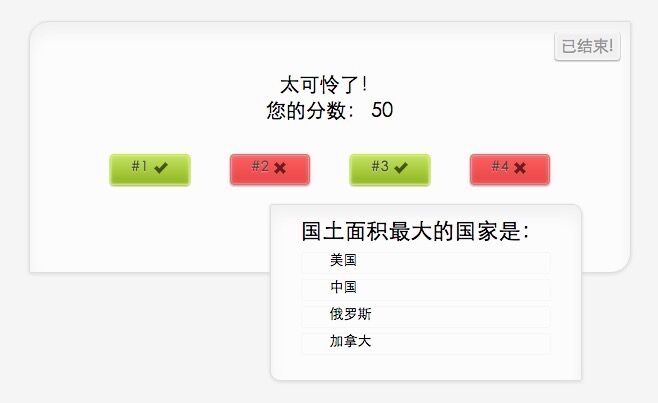 已结束!
太可怜了!
您的分数: 50
#1 ✔ #2 ✖ #3 ✔ #4 ✖
国土面积最大的国家是:
美国
中国
俄罗斯
加拿大